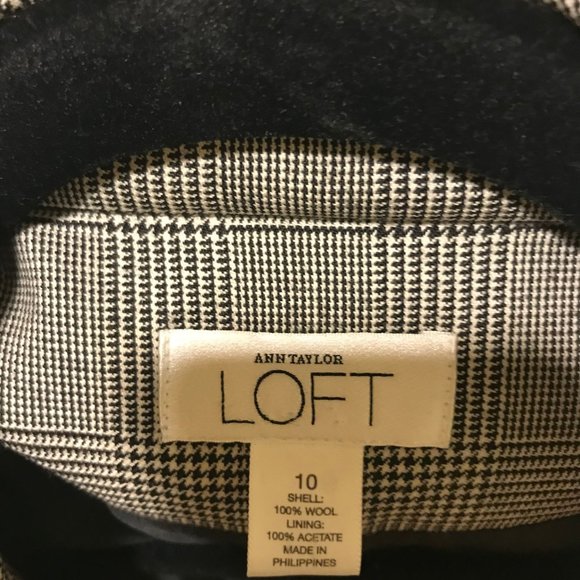 ANN TAYLOR
LOFT
10
SHELL:
100% WOOL
LINING:
100% ACETATE
MADE IN
PHILIPPINES